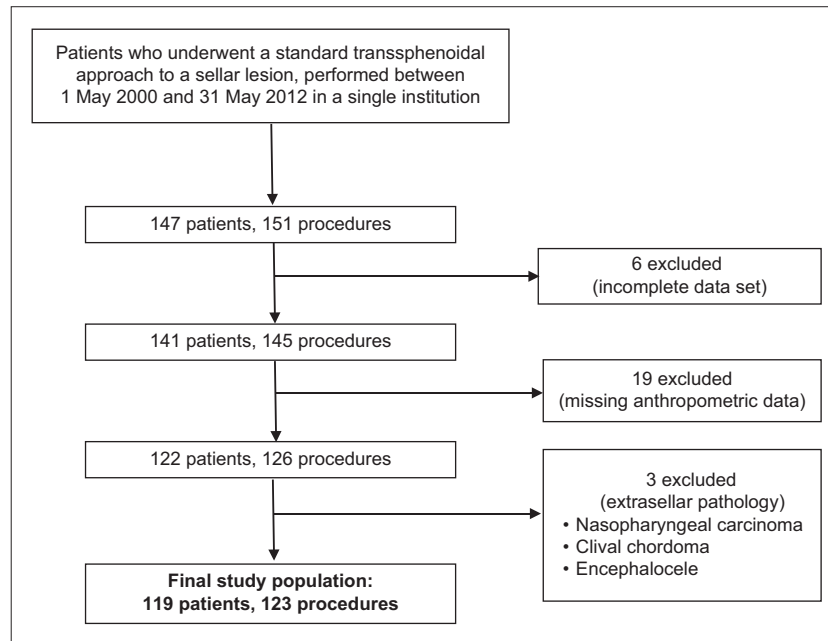 Patients who underwent a standard transsphenoidal
approach to a sellar lesion, performed between
1 May 2000 and 31 May 2012 in a single institution
147 patients, 151 procedures
6 excluded
(incomplete data set)
141 patients, 145 procedures
19 excluded
(missing anthropometric data)
122 patients, 126 procedures
3 excluded
(extrasellar pathology)
• Nasopharyngeal carcinoma
• Clival chordoma
• Encephalocele
Final study population:
119 patients, 123 procedures